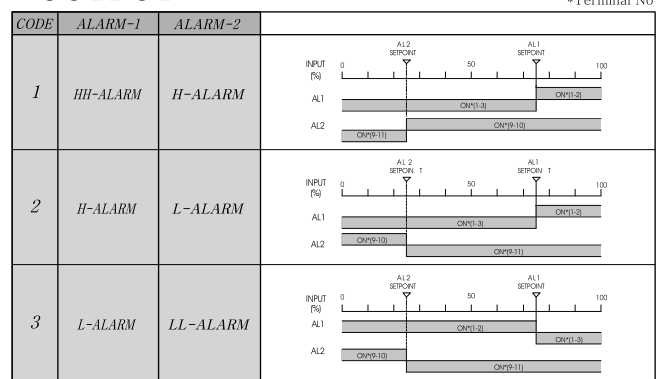 *Terminal No
CODE ALARM-1 ALARM-2
1 HH-ALARM H-ALARM
AL2 SETPOINT AL1 SETPOINT
INPUT (%) 0 50 100
AL1 ON*(1-3) ON*(1-2)
AL2 ON*(9-11) ON*(9-10)
2 H-ALARM L-ALARM
AL 2 SETPOIN T AL1 SETPOIN T
INPUT (%) 0 50 100
AL1 ON*(1-3) ON*(1-2)
AL2 ON*(9-10) ON*(9-11)
3 L-ALARM LL-ALARM
AL2 SETPOINT AL1 SETPOINT
INPUT (%) 0 50 100
AL1 ON*(1-2) ON*(1-3)
AL2 ON*(9-10) ON*(9-11)